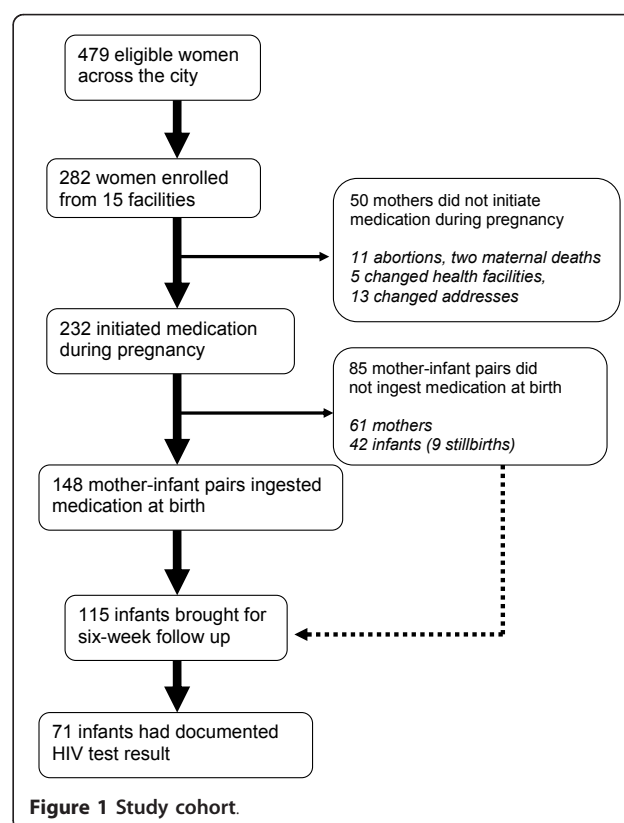 479 eligible women
across the city
282 women enrolled
from 15 facilities
50 mothers did not initiate
medication during pregnancy
11 abortions, two maternal deaths
5 changed health facilities,
13 changed addresses
232 initiated medication
during pregnancy
85 mother-infant pairs did
not ingest medication at birth
61 mothers
42 infants (9 stillbirths)
148 mother-infant pairs ingested
medication at birth
115 infants brought for
six-week follow up
71 infants had documented
HIV test result
Figure 1 Study cohort.